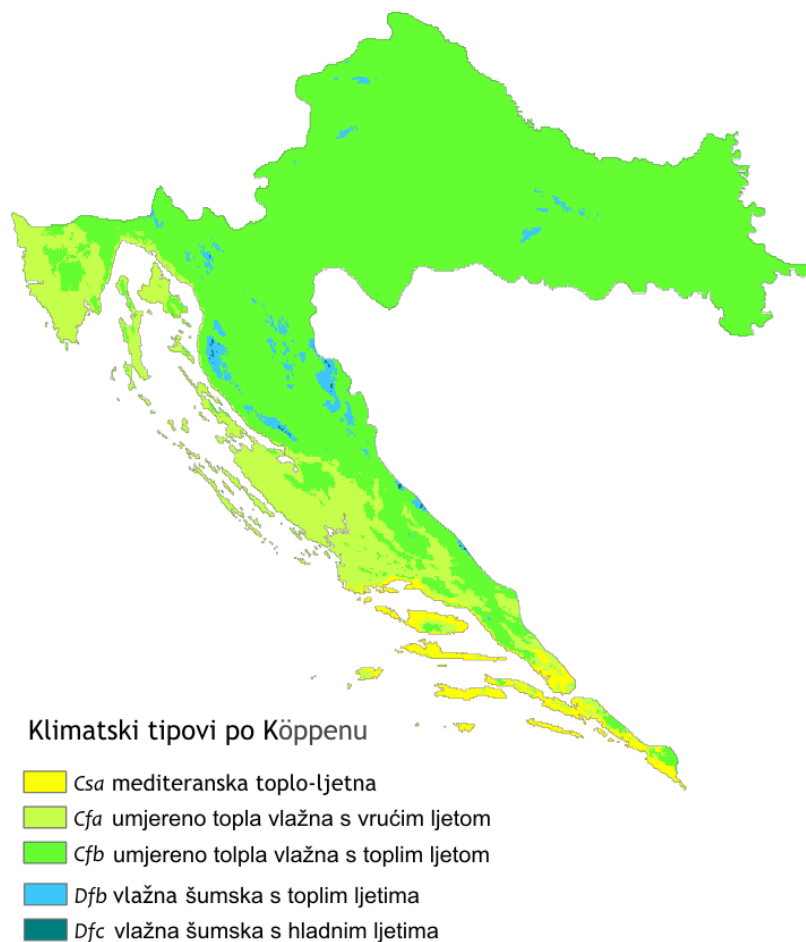 Klimatski tipovi po Köppenu
Csa mediteranska toplo-ljetna
Cfa umjereno topla vlažna s vrućim ljetom
Cfb umjereno tolpla vlažna s toplim ljetom
Dfb vlažna šumska s toplim ljetima
Dfc vlažna šumska s hladnim ljetima